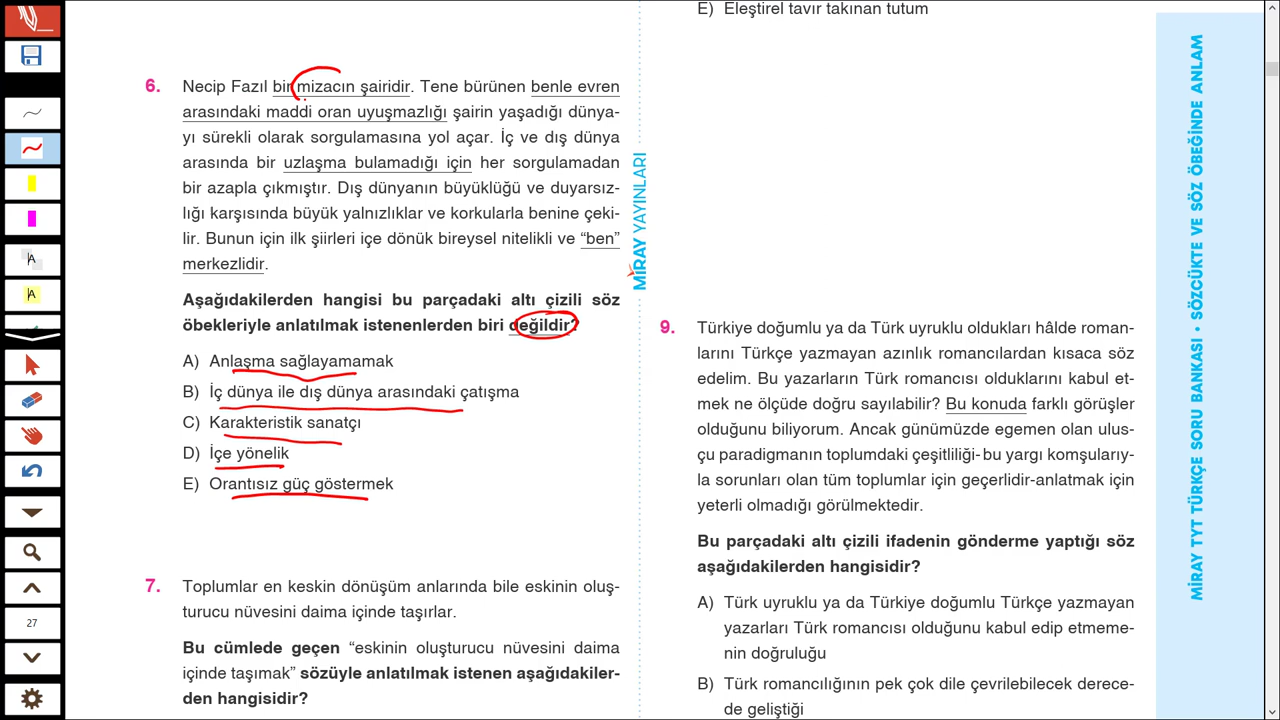 E) Eleştirel tavır takınan tutum
6. Necip Fazıl bir mizacın şairidir. Tene bürünen benle evren
arasındaki maddi oran uyuşmazlığı şairin yaşadığı dünya-
yı sürekli olarak sorgulamasına yol açar. İç ve dış dünya
arasında bir uzlaşma bulamadığı için her sorgulamadan
bir azapla çıkmıştır. Dış dünyanın büyüklüğü ve duyarsız-
lığı karşısında büyük yalnızlıklar ve korkularla benine çeki-
lir. Bunun için ilk şiirleri içe dönük bireysel nitelikli ve “ben”
merkezlidir.
Aşağıdakilerden hangisi bu parçadaki altı çizili söz
öbekleriyle anlatılmak istenenlerden biri değildir?
A) Anlaşma sağlayamamak
B) İç dünya ile dış dünya arasındaki çatışma
C) Karakteristik sanatçı
D) İçe yönelik
E) Orantısız güç göstermek
7. Toplumlar en keskin dönüşüm anlarında bile eskinin oluş-
turucu nüvesini daima içinde taşırlar.
Bu cümlede geçen “eskinin oluşturucu nüvesini daima
içinde taşımak” sözüyle anlatılmak istenen aşağıdakiler-
den hangisidir?
MİRAY YAYINLARI
9. Türkiye doğumlu ya da Türk uyruklu oldukları hâlde roman-
larını Türkçe yazmayan azınlık romancılardan kısaca söz
edelim. Bu yazarların Türk romancısı olduklarını kabul et-
mek ne ölçüde doğru sayılabilir? Bu konuda farklı görüşler
olduğunu biliyorum. Ancak günümüzde egemen olan ulus-
çu paradigmanın toplumdaki çeşitliliği-bu yargı komşularıy-
la sorunları olan tüm toplumlar için geçerlidir-anlatmak için
yeterli olmadığı görülmektedir.
Bu parçadaki altı çizili ifadenin gönderme yaptığı söz
aşağıdakilerden hangisidir?
A) Türk uyruklu ya da Türkiye doğumlu Türkçe yazmayan
yazarları Türk romancısı olduğunu kabul edip etmeme-
nin doğruluğu
B) Türk romancılığının pek çok dile çevrilebilecek derece-
de geliştiği
MİRAY TYT TÜRKÇE SORU BANKASI • SÖZCÜKTE VE SÖZ ÖBEĞİNDE ANLAM
A
A
27